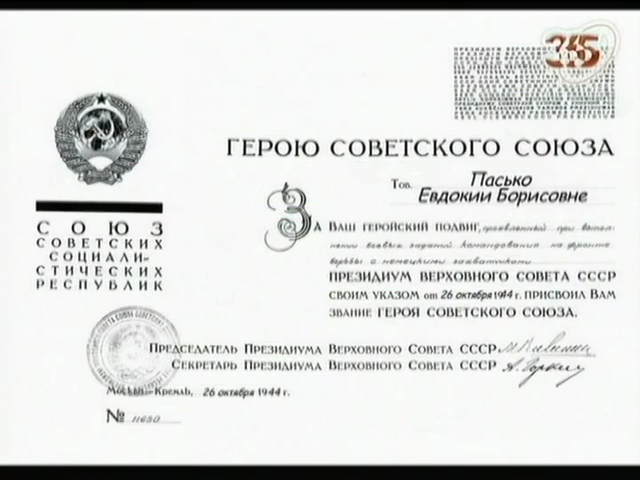 365
ГЕРОЮ СОВЕТСКОГО СОЮЗА
Тов. Пасько
Евдокии Борисовне
СОЮЗ
СОВЕТСКИХ
СОЦИАЛИ-
СТИЧЕСКИХ
РЕСПУБЛИК
ЗА ВАШ ГЕРОЙСКИЙ ПОДВИГ, проявленный при выпол-
нении боевых заданий командования на фронте
борьбы с немецкими захватчиками
ПРЕЗИДИУМ ВЕРХОВНОГО СОВЕТА СССР
СВОИМ УКАЗОМ от 26 октября 1944 г. ПРИСВОИЛ ВАМ
ЗВАНИЕ ГЕРОЯ СОВЕТСКОГО СОЮЗА.
ПРЕДСЕДАТЕЛЬ ПРЕЗИДИУМА ВЕРХОВНОГО СОВЕТА СССР М. Калинин
СЕКРЕТАРЬ ПРЕЗИДИУМА ВЕРХОВНОГО СОВЕТА СССР А. Горкин
МОСКВА—КРЕМЛЬ, 26 октября 1944 г.
№ 11680